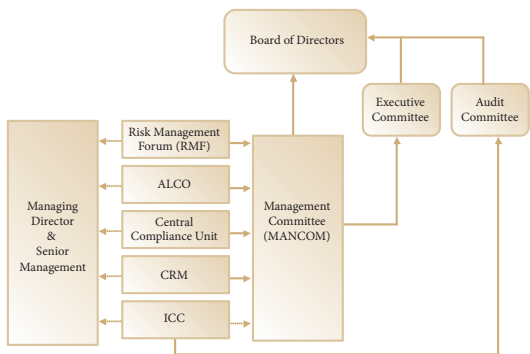 Board of Directors
Executive
Committee
Audit
Committee
Risk Management
Forum (RMF)
ALCO
Central
Compliance Unit
CRM
ICC
Managing
Director
&
Senior
Management
Management
Committee
(MANCOM)